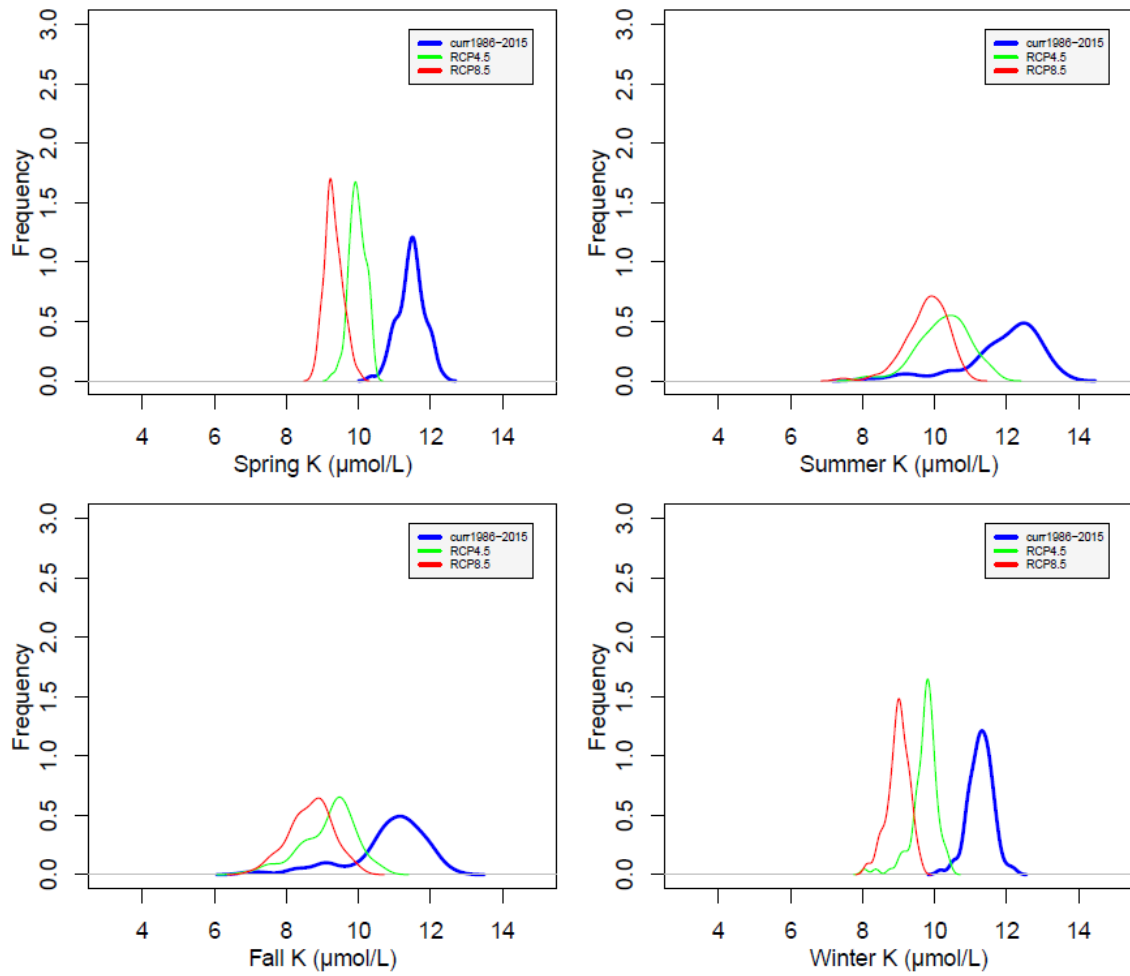 3.0
2.5
2.0
1.5
1.0
0.5
0.0
Frequency
curr1986-2015
RCP4.5
RCP8.5
4 6 8 10 12 14
Spring K (µmol/L)
3.0
2.5
2.0
1.5
1.0
0.5
0.0
Frequency
curr1986-2015
RCP4.5
RCP8.5
4 6 8 10 12 14
Summer K (µmol/L)
3.0
2.5
2.0
1.5
1.0
0.5
0.0
Frequency
curr1986-2015
RCP4.5
RCP8.5
4 6 8 10 12 14
Fall K (µmol/L)
3.0
2.5
2.0
1.5
1.0
0.5
0.0
Frequency
curr1986-2015
RCP4.5
RCP8.5
4 6 8 10 12 14
Winter K (µmol/L)